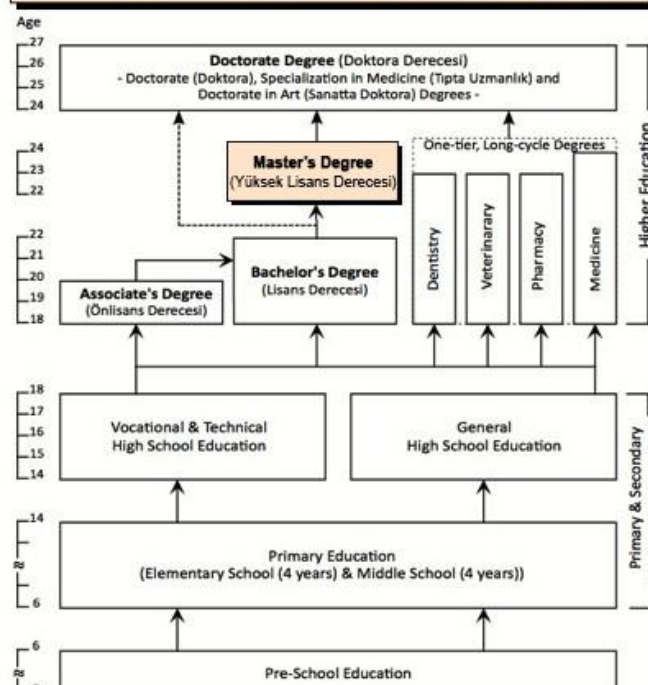 Age
27
26
25
24
Doctorate Degree (Doktora Derecesi)
- Doctorate (Doktora), Specialization in Medicine (Tıpta Uzmanlık) and
Doctorate in Art (Sanatta Doktora) Degrees -
24
23
22
Master's Degree
(Yüksek Lisans Derecesi)
One-tier, Long-cycle Degrees
Dentistry
Veterinarary
Pharmacy
Medicine
Higher Education
22
21
20
19
18
Bachelor's Degree
(Lisans Derecesi)
Associate's Degree
(Önlisans Derecesi)
18
17
16
15
14
Vocational & Technical
High School Education
General
High School Education
Primary & Secondary
14
≈
6
Primary Education
(Elementary School (4 years) & Middle School (4 years))
6
≈
Pre-School Education